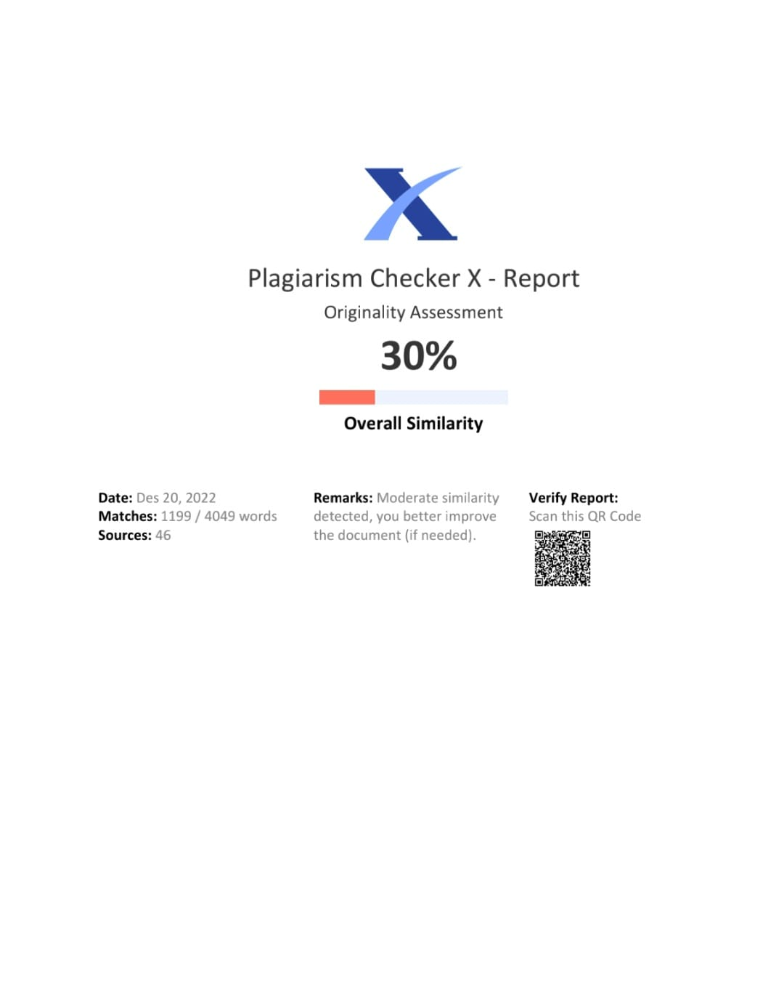 Plagiarism Checker X - Report
Originality Assessment
30%
Overall Similarity
Date: Des 20, 2022
Matches: 1199 / 4049 words
Sources: 46
Remarks: Moderate similarity
detected, you better improve
the document (if needed).
Verify Report:
Scan this QR Code